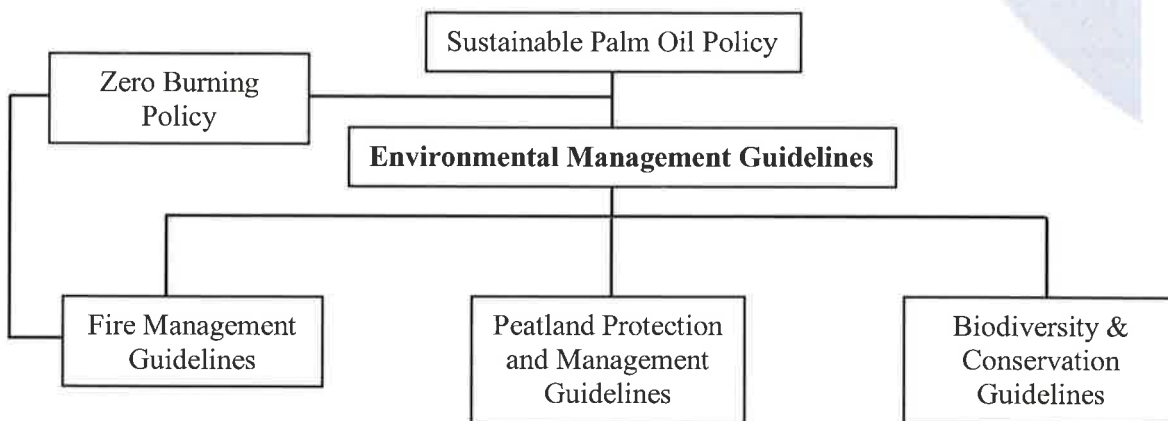 Sustainable Palm Oil Policy
Zero Burning
Policy
Environmental Management Guidelines
Fire Management
Guidelines
Peatland Protection
and Management
Guidelines
Biodiversity &
Conservation
Guidelines